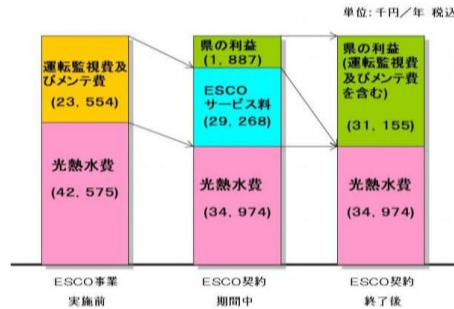 単位:千円／年 税込
運転監視費及
びメンテ費
(23, 554)
光熱水費
(42, 575)
県の利益
(1, 887)
ESCO
サービス料
(29, 268)
光熱水費
(34, 974)
県の利益
(運転監視費
及びメンテ費
を含む)
(31, 155)
光熱水費
(34, 974)
ESCO事業
実施前
ESCO契約
期間中
ESCO契約
終了後